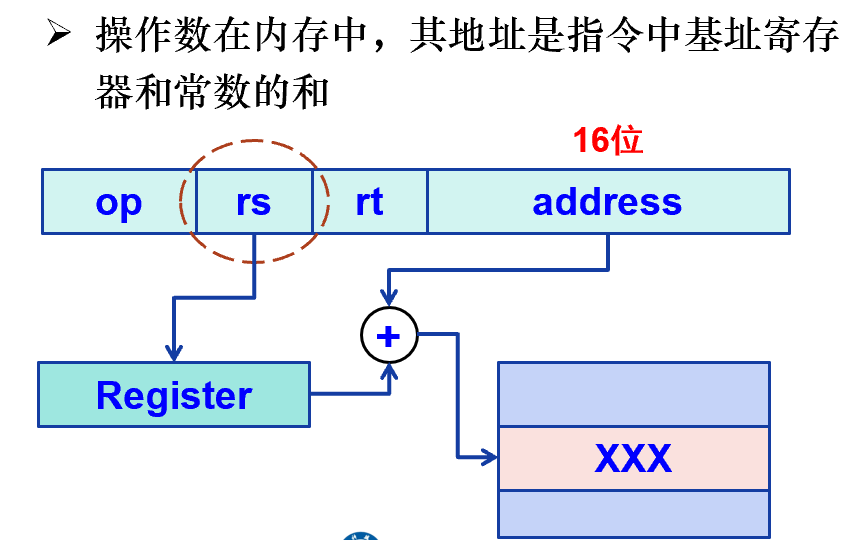 ➢ 操作数在内存中，其地址是指令中基址寄存
器和常数的和
16位
op rs rt address
+
Register
XXX